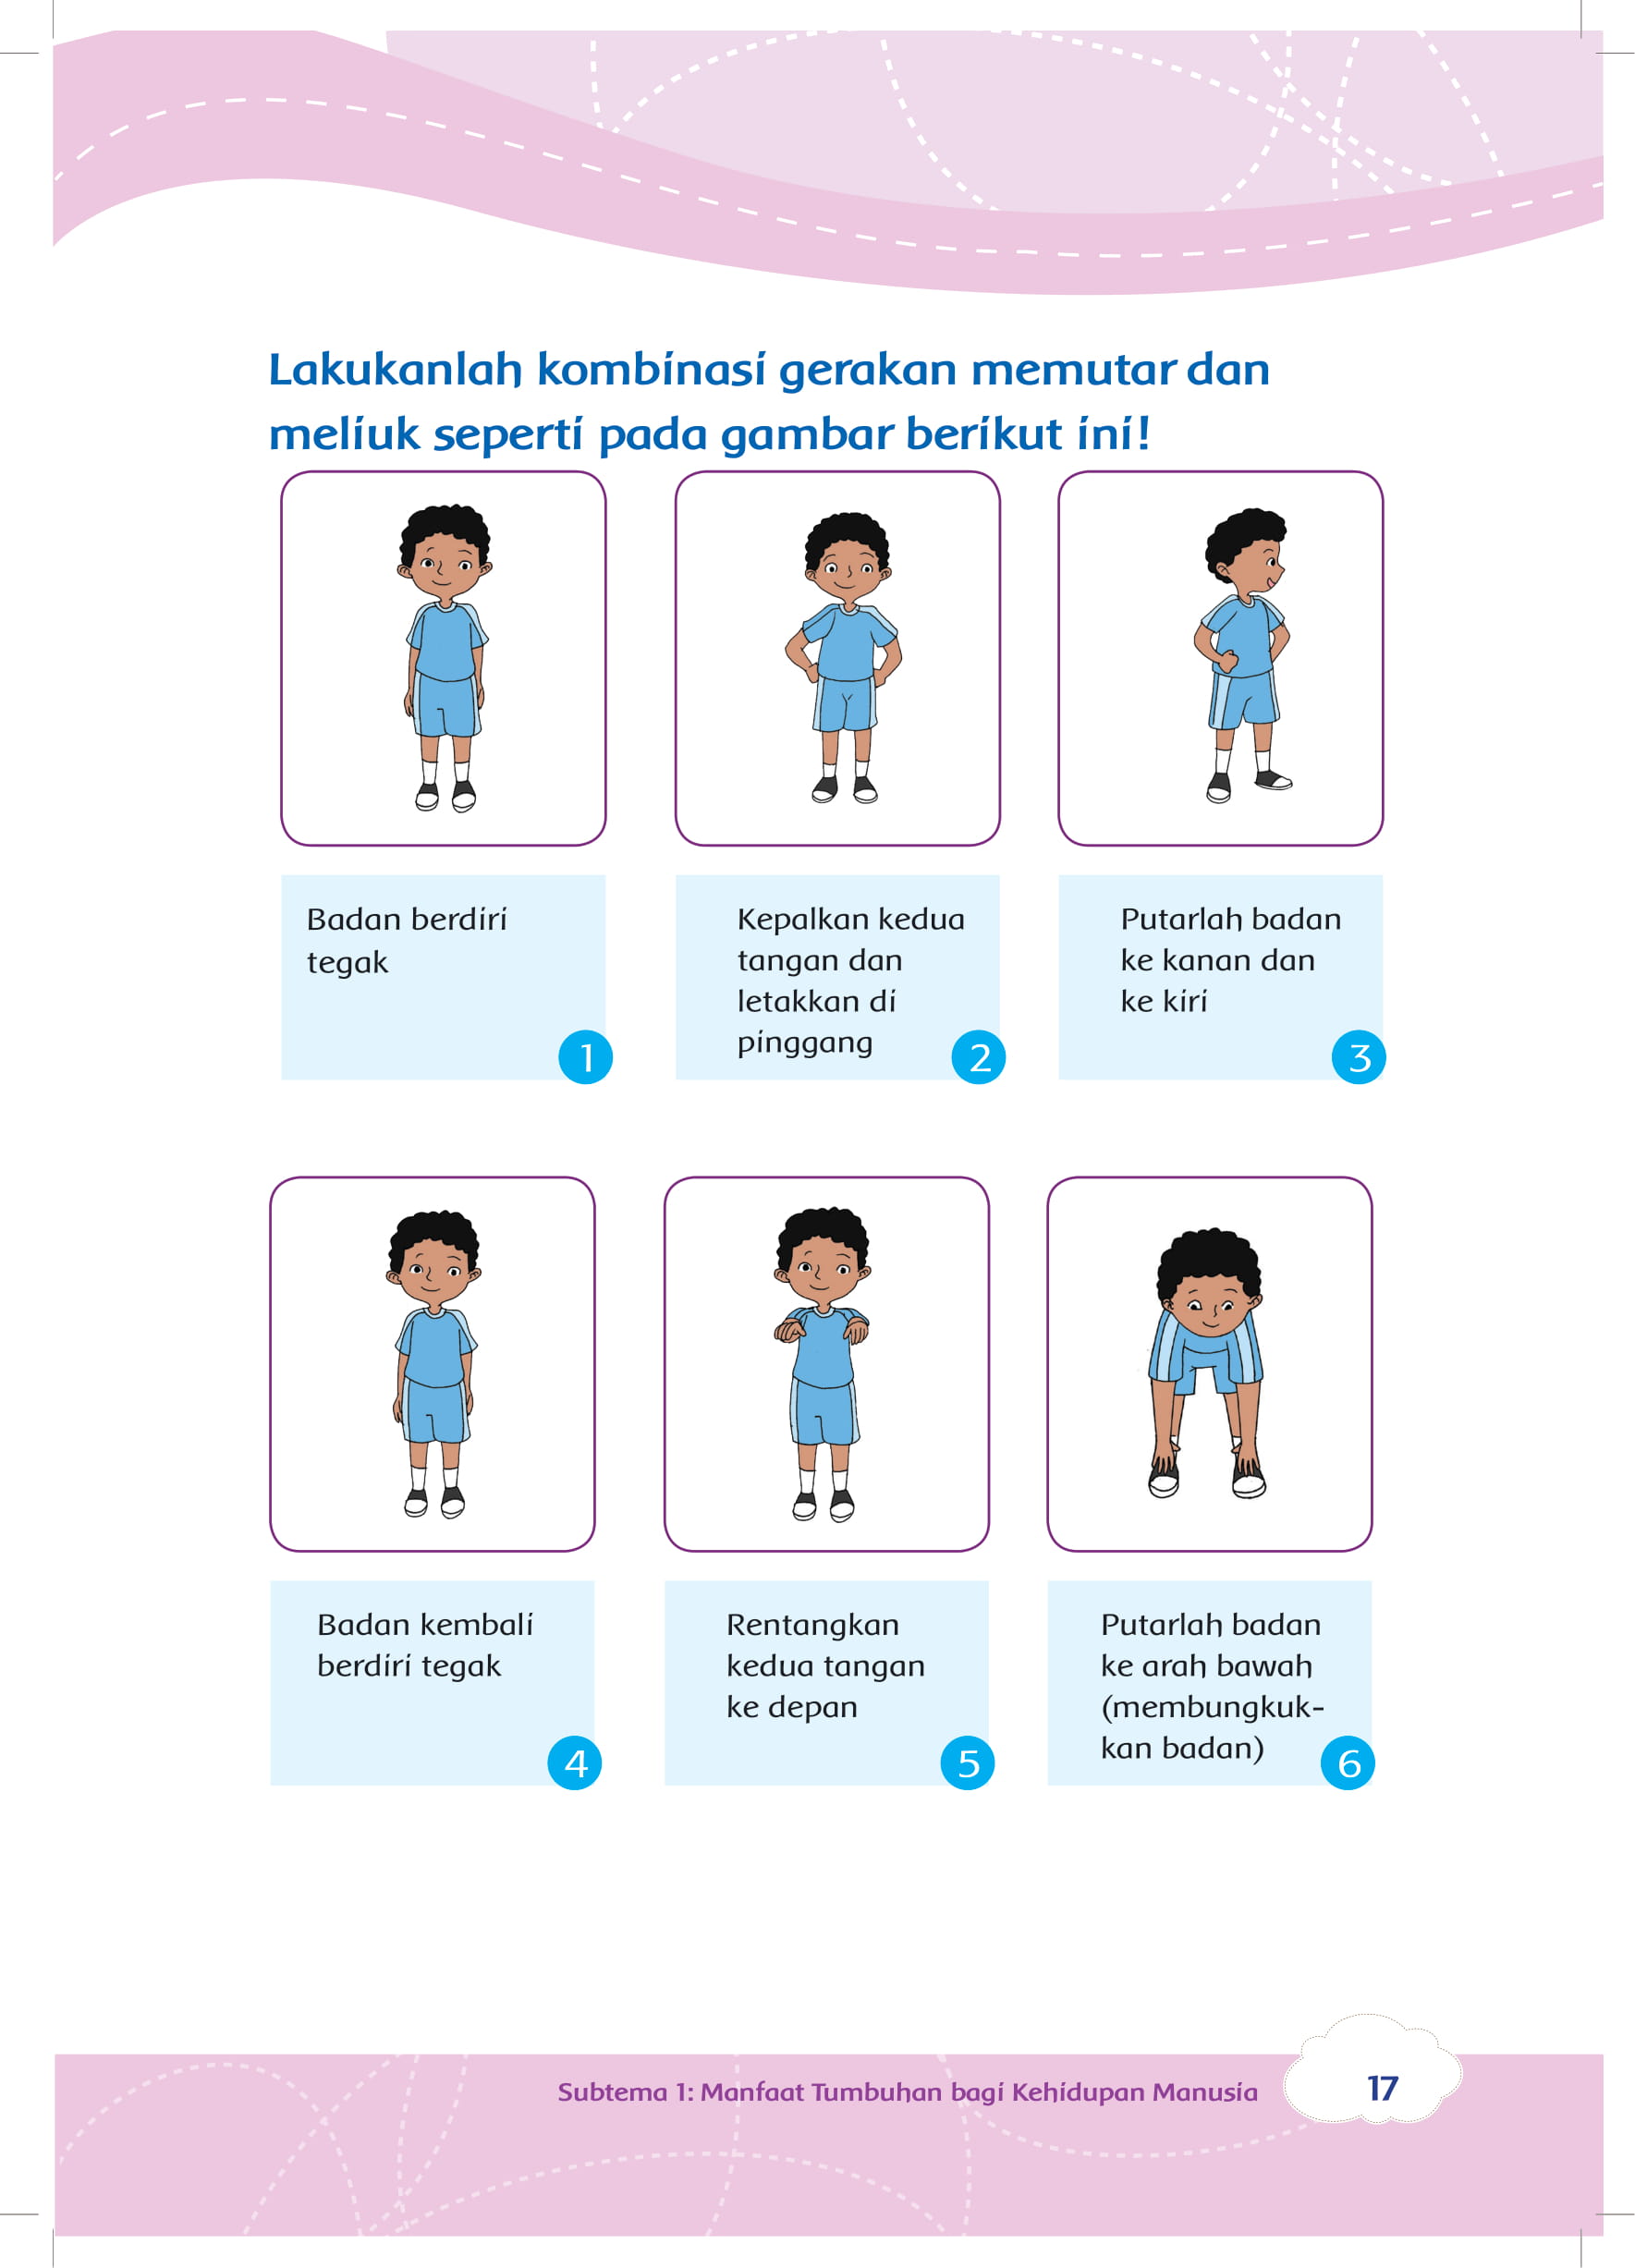 Lakukanlah kombinasi gerakan memutar dan
meliuk seperti pada gambar berikut ini!
Badan berdiri
tegak
1
Kepalkan kedua
tangan dan
letakkan di
pinggang
2
Putarlah badan
ke kanan dan
ke kiri
3
Badan kembali
berdiri tegak
4
Rentangkan
kedua tangan
ke depan
5
Putarlah badan
ke arah bawah
(membungkuk-
kan badan)
6
Subtema 1: Manfaat Tumbuhan bagi Kehidupan Manusia
17